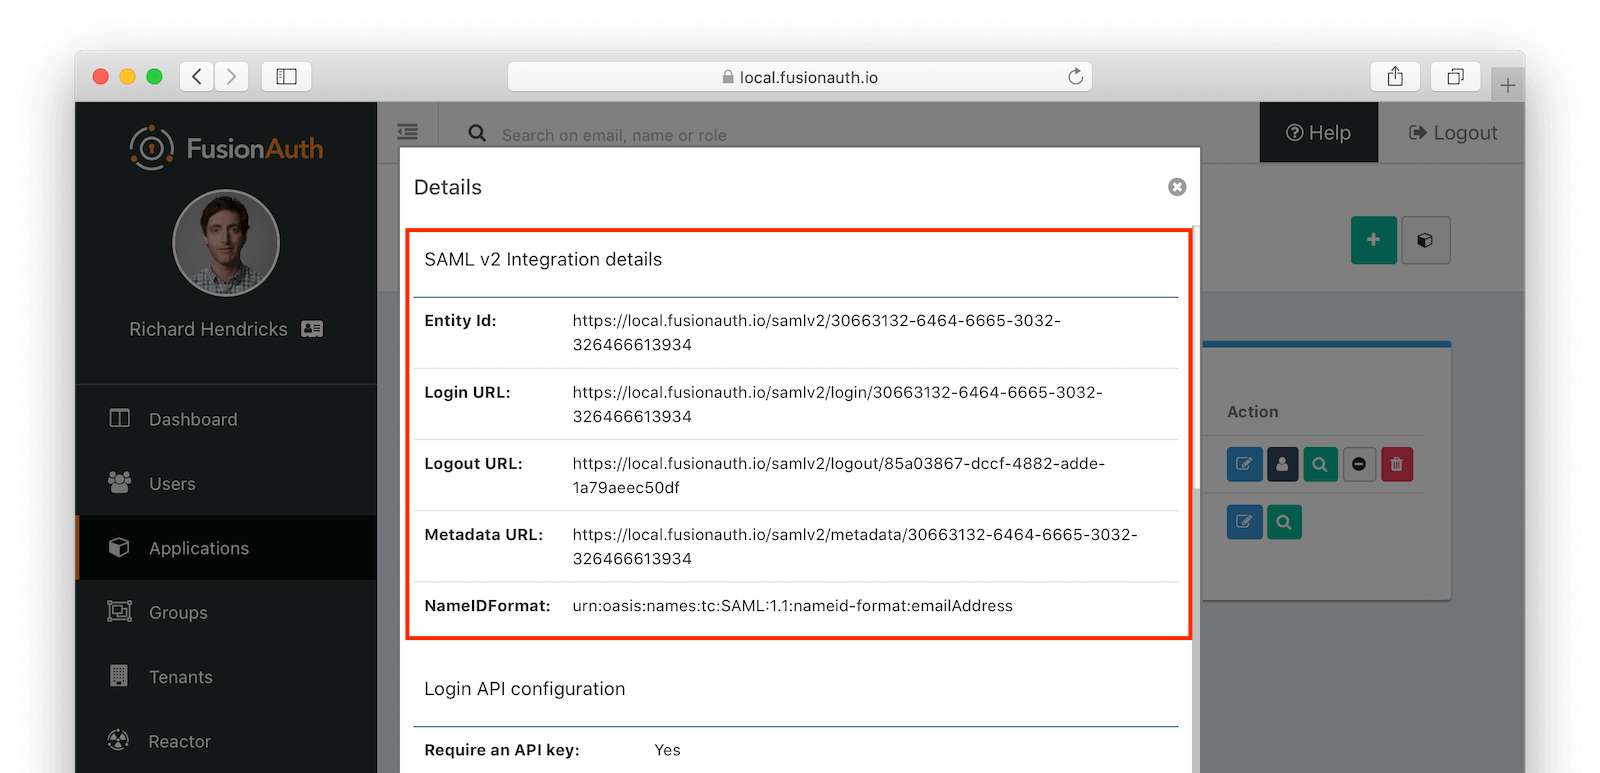 local.fusionauth.io
FusionAuth
Search on email, name or role
Help
Logout
Richard Hendricks
Dashboard
Users
Applications
Groups
Tenants
Reactor
Details
SAML v2 Integration details
Entity Id: https://local.fusionauth.io/samlv2/30663132-6464-6665-3032-
326466613934
Login URL: https://local.fusionauth.io/samlv2/login/30663132-6464-6665-3032-
326466613934
Logout URL: https://local.fusionauth.io/samlv2/logout/85a03867-dccf-4882-adde-
1a79aeec50df
Metadata URL: https://local.fusionauth.io/samlv2/metadata/30663132-6464-6665-3032-
326466613934
NameIDFormat: urn:oasis:names:tc:SAML:1.1:nameid-format:emailAddress
Login API configuration
Require an API key: Yes
Action